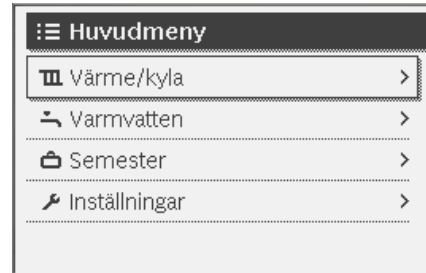 Huvudmeny
Värme/kyla
Varmvatten
Semester
Inställningar